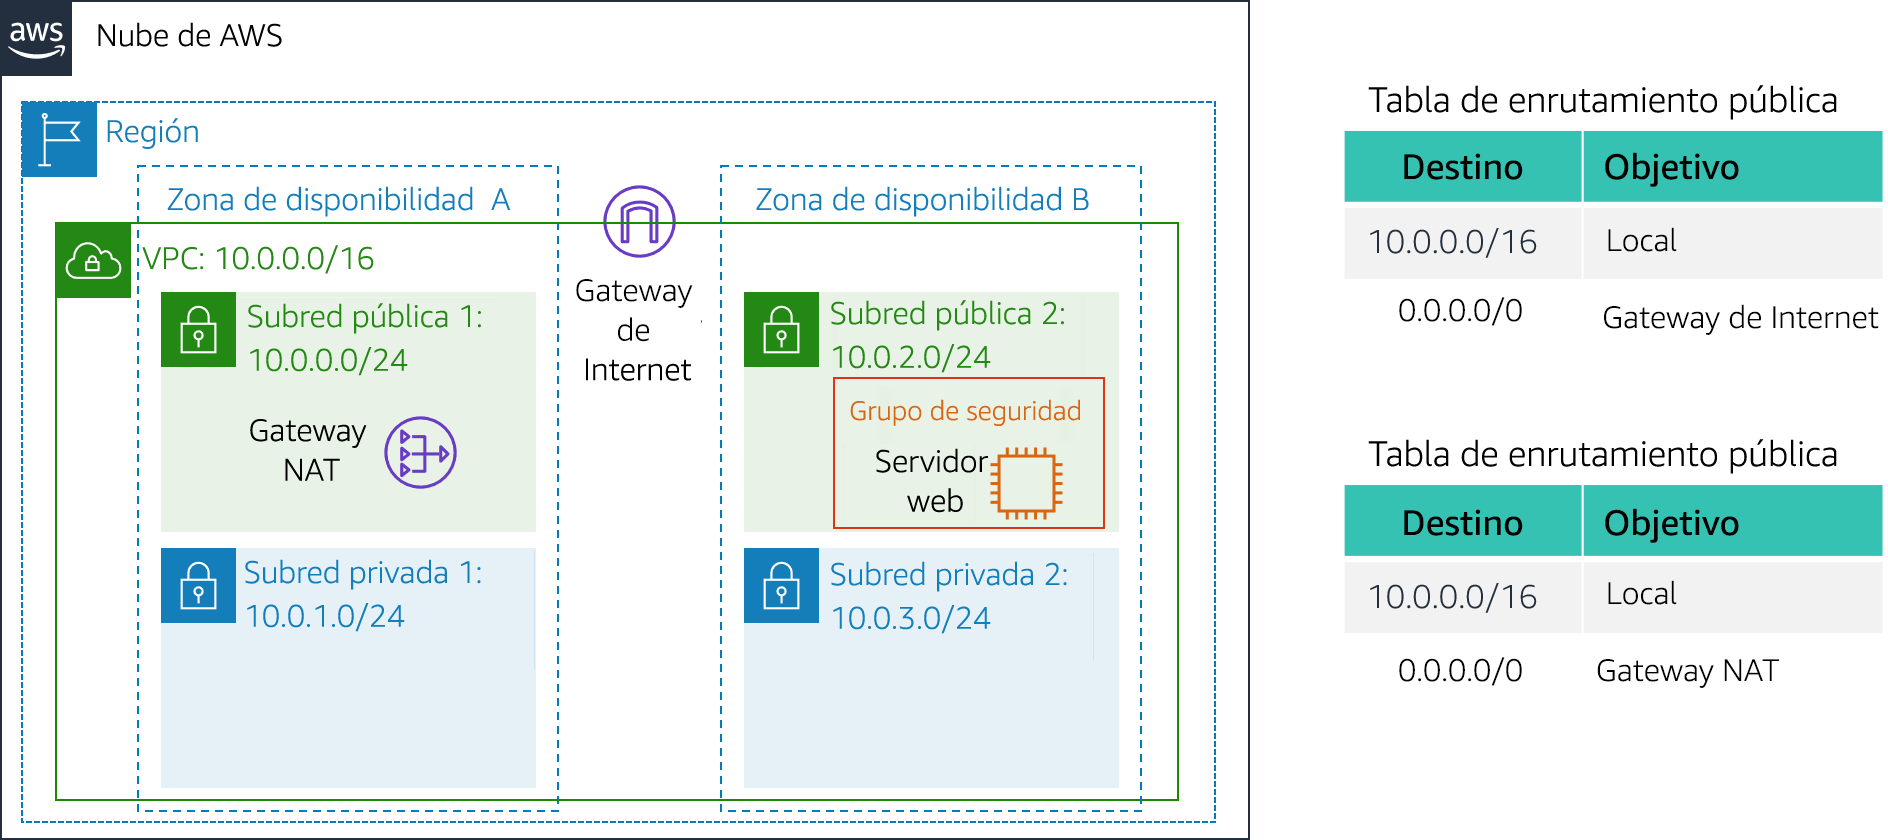 aws
Nube de AWS
Región
Zona de disponibilidad A
Zona de disponibilidad B
VPC: 10.0.0.0/16
Gateway
de
Internet
Subred pública 1:
10.0.0.0/24
Gateway
NAT
Subred pública 2:
10.0.2.0/24
Grupo de seguridad
Servidor
web
Subred privada 1:
10.0.1.0/24
Subred privada 2:
10.0.3.0/24
Tabla de enrutamiento pública
Destino Objetivo
10.0.0.0/16 Local
0.0.0.0/0 Gateway de Internet
Tabla de enrutamiento pública
Destino Objetivo
10.0.0.0/16 Local
0.0.0.0/0 Gateway NAT